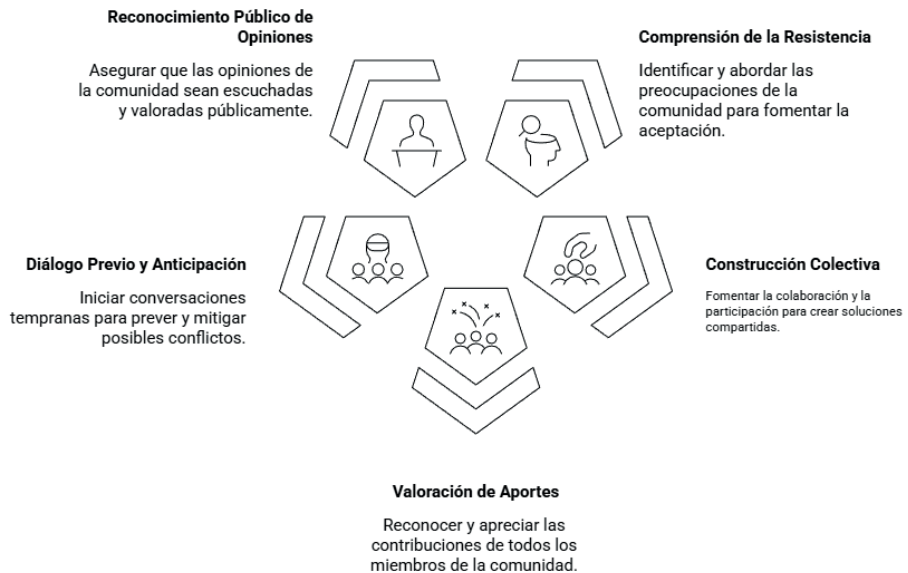 Reconocimiento Público de
Opiniones
Asegurar que las opiniones de
la comunidad sean escuchadas
y valoradas públicamente.
Comprensión de la Resistencia
Identificar y abordar las
preocupaciones de la
comunidad para fomentar la
aceptación.
Diálogo Previo y Anticipación
Iniciar conversaciones
tempranas para prever y mitigar
posibles conflictos.
Construcción Colectiva
Fomentar la colaboración y la
participación para crear soluciones
compartidas.
Valoración de Aportes
Reconocer y apreciar las
contribuciones de todos los
miembros de la comunidad.